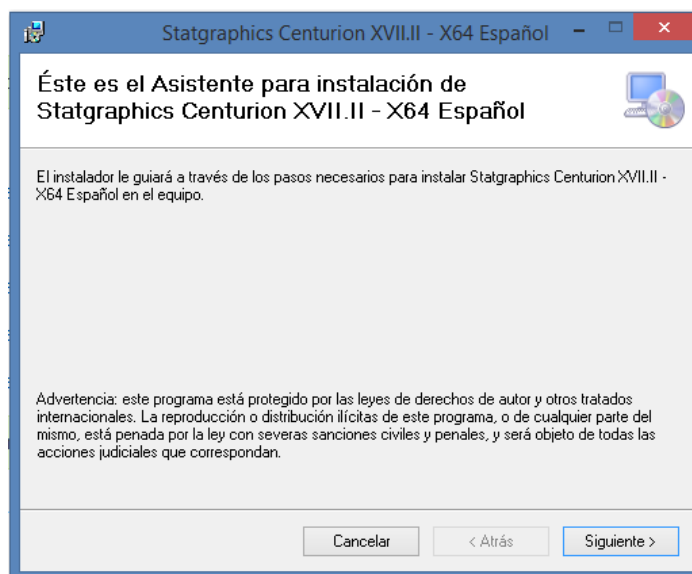 Statgraphics Centurion XVII.II - X64 Español
Éste es el Asistente para instalación de
Statgraphics Centurion XVII.II - X64 Español
El instalador le guiará a través de los pasos necesarios para instalar Statgraphics Centurion XVII.II -
X64 Español en el equipo.
Advertencia: este programa está protegido por las leyes de derechos de autor y otros tratados
internacionales. La reproducción o distribución ilícitas de este programa, o de cualquier parte del
mismo, está penada por la ley con severas sanciones civiles y penales, y será objeto de todas las
acciones judiciales que correspondan.
Cancelar
< Atrás
Siguiente >